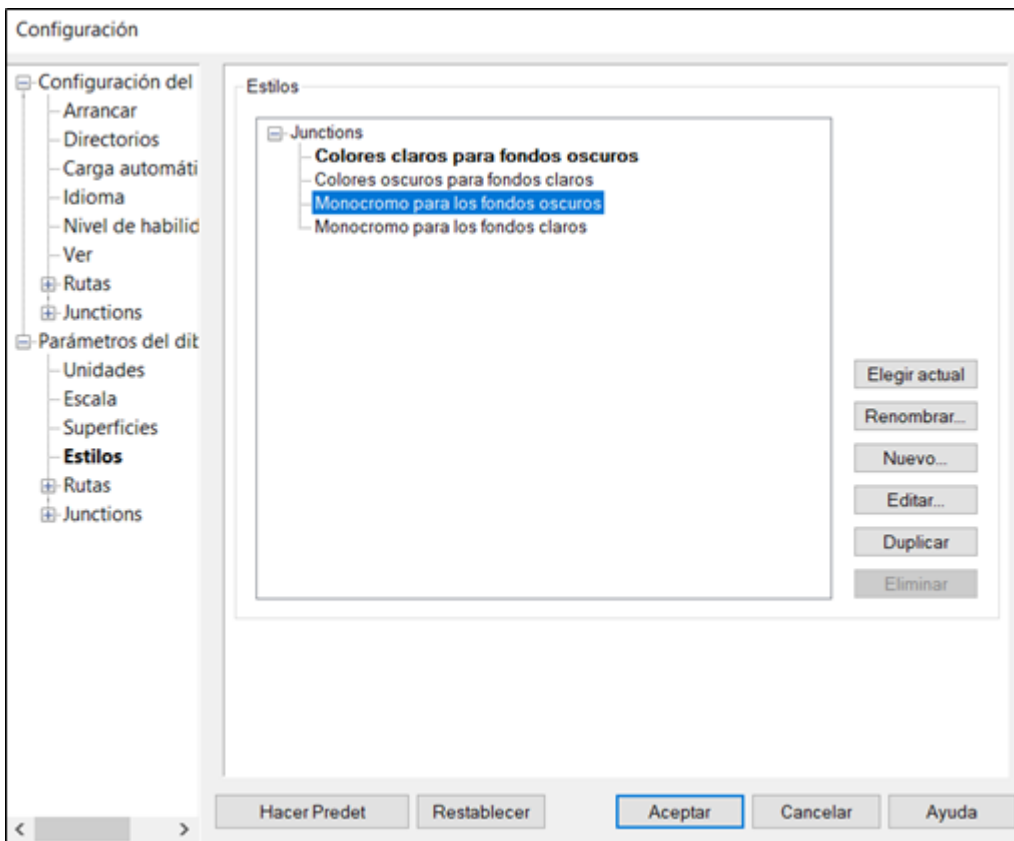 Configuración
Configuración del
Arrancar
Directorios
Carga automáti
Idioma
Nivel de habilid
Ver
Rutas
Junctions
Parámetros del dib
Unidades
Escala
Superficies
Estilos
Rutas
Junctions
Estilos
Junctions
Colores claros para fondos oscuros
Colores oscuros para fondos claros
Monocromo para los fondos oscuros
Monocromo para los fondos claros
Elegir actual
Renombrar...
Nuevo...
Editar...
Duplicar
Eliminar
Hacer Predet
Restablecer
Aceptar
Cancelar
Ayuda